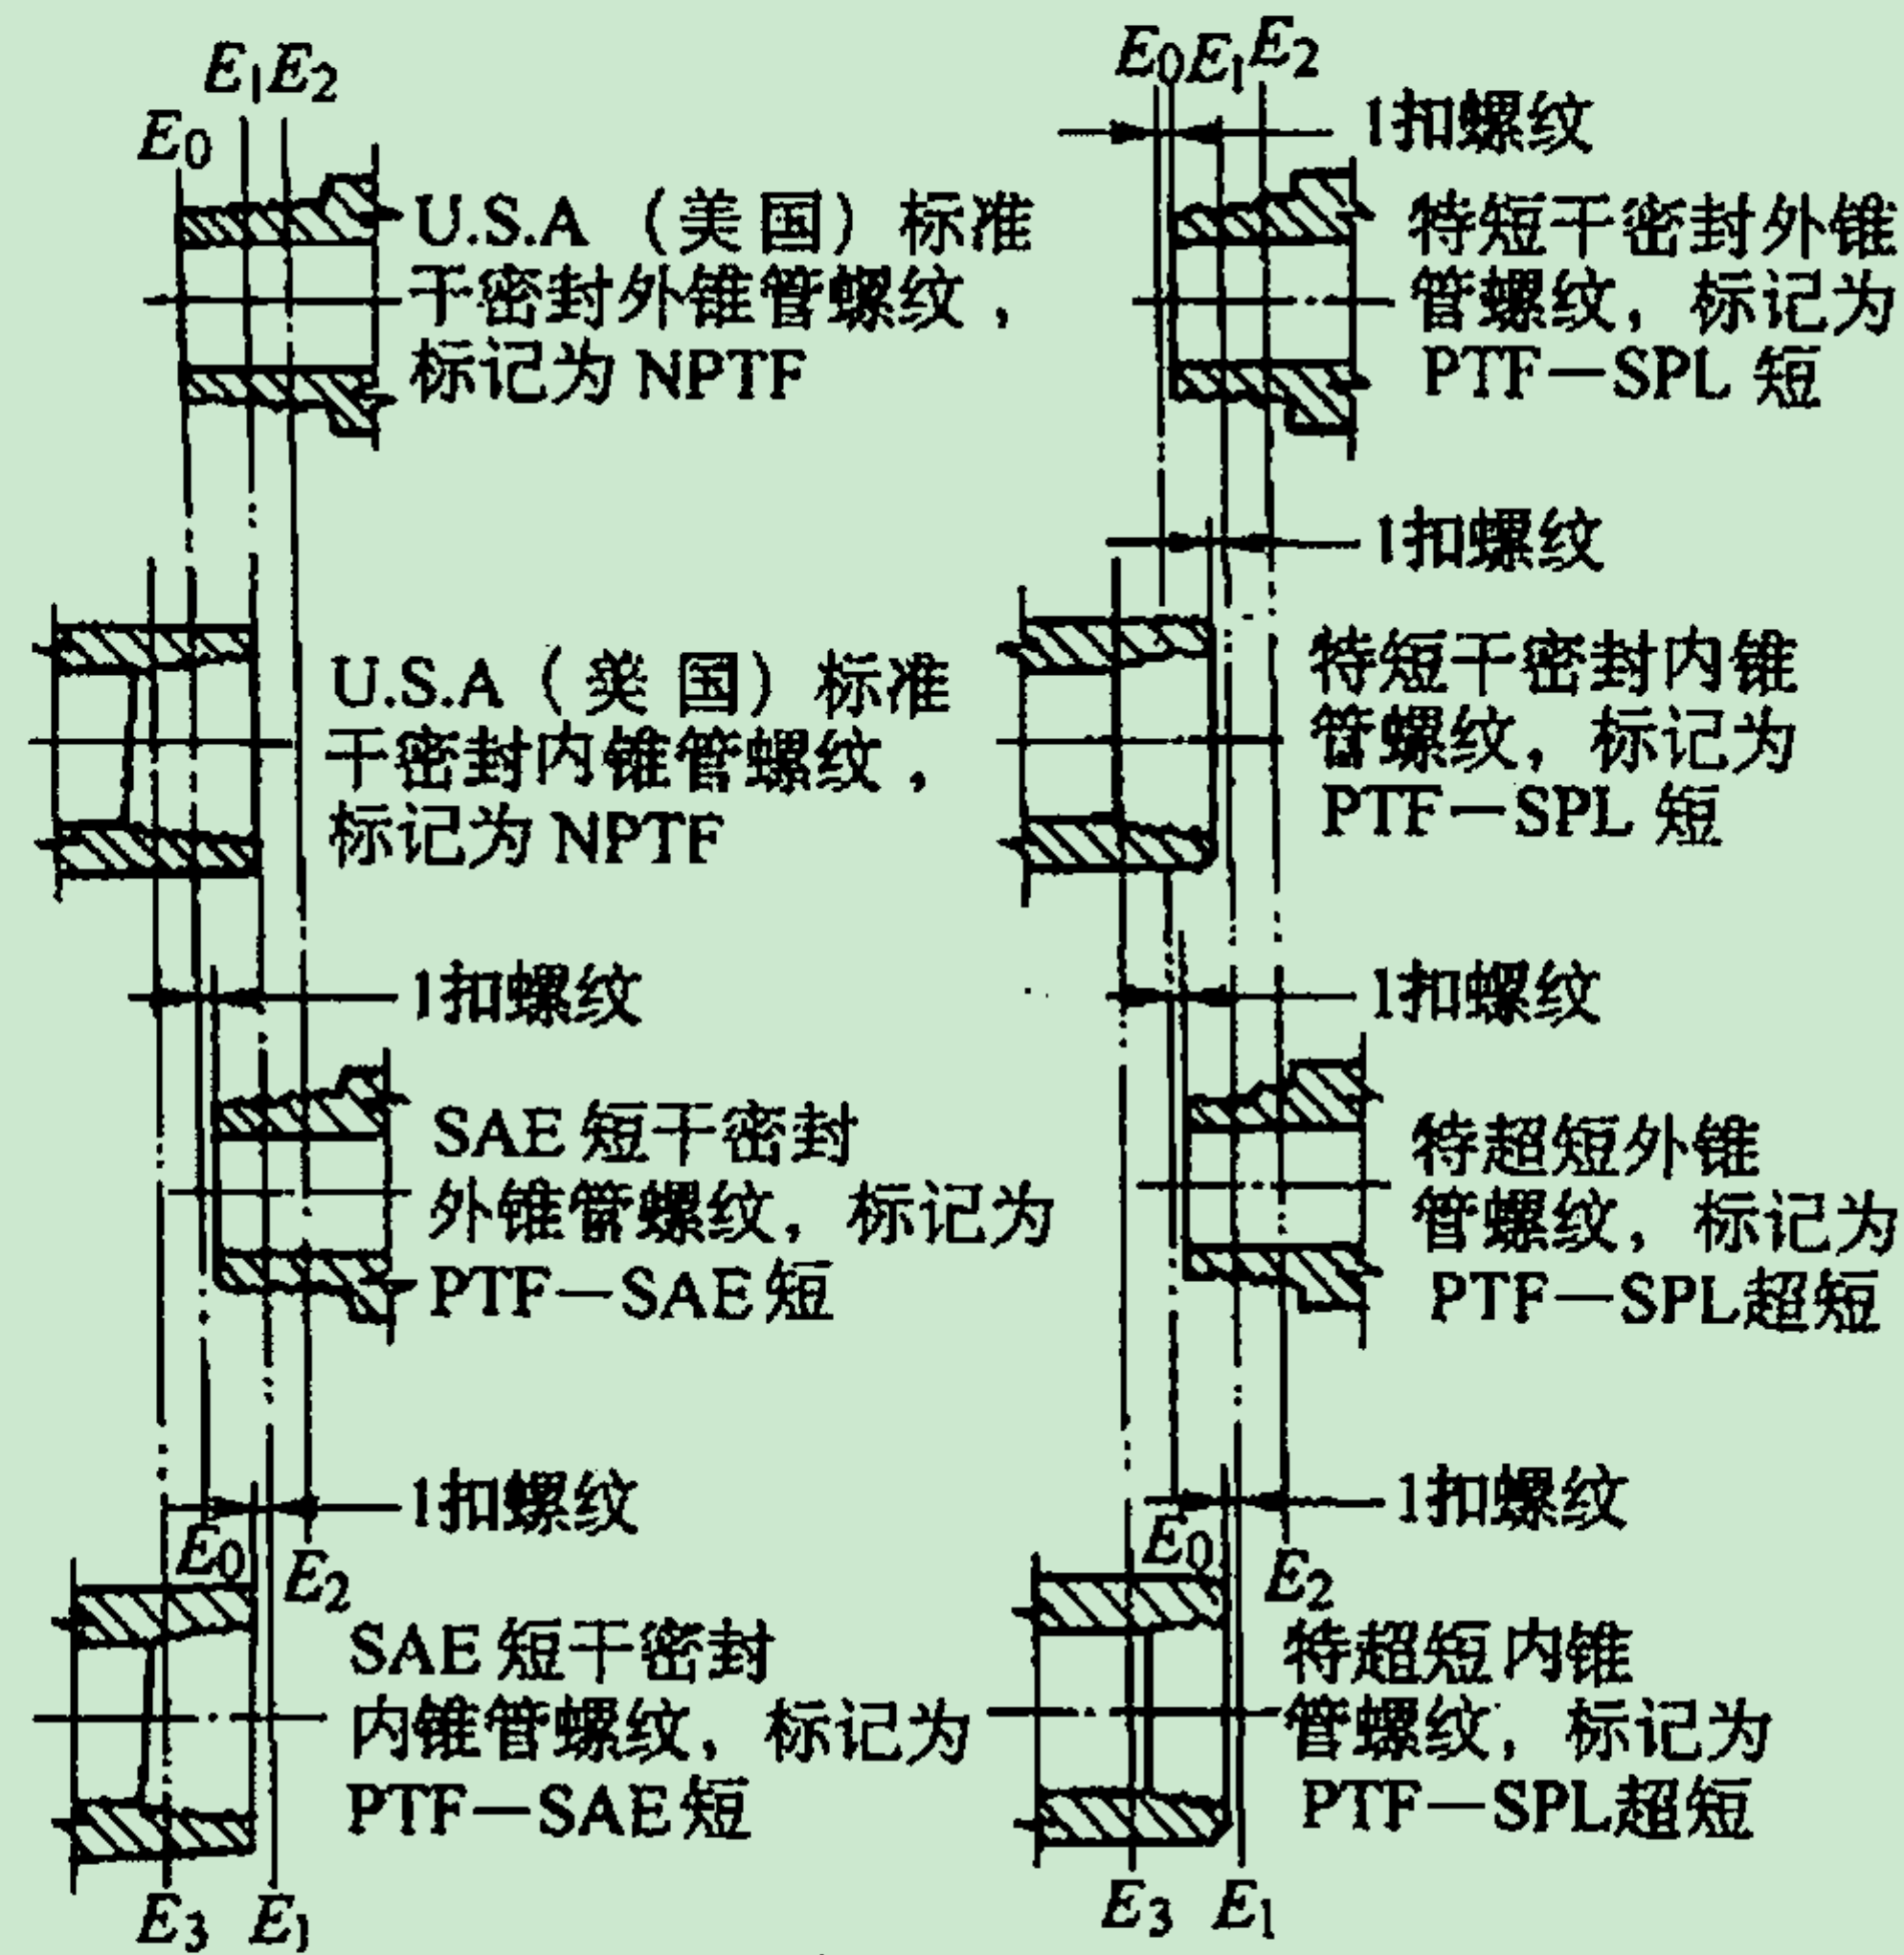 E₁ E₂
E₀
U.S.A（美国）标准
干密封外锥管螺纹，
标记为 NPTF
U.S.A（美国）标准
干密封内锥管螺纹，
标记为 NPTF
1扣螺纹
SAE 短干密封
外锥管螺纹，标记为
PTF—SAE 短
1扣螺纹
E₀
E₂
SAE 短干密封
内锥管螺纹，标记为
PTF—SAE 短
E₃ E₁
E₀ E₁ E₂
1扣螺纹
特短干密封外锥
管螺纹，标记为
PTF—SPL 短
1扣螺纹
特短干密封内锥
管螺纹，标记为
PTF—SPL 短
1扣螺纹
特超短外锥
管螺纹，标记为
PTF—SPL超短
1扣螺纹
E₀
E₂
特超短内锥
管螺纹，标记为
PTF—SPL超短
E₃ E₁